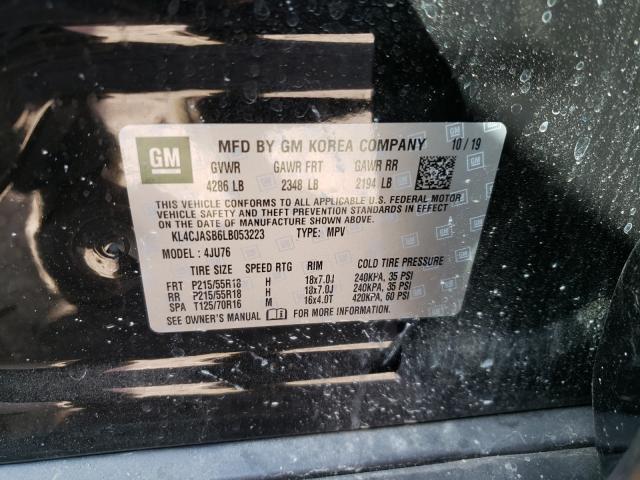 GM MFD BY GM KOREA COMPANY 10/19
GVWR GAWR FRT GAWR RR
4286 LB 2348 LB 2194 LB
THIS VEHICLE CONFORMS TO ALL APPLICABLE U.S. FEDERAL MOTOR
VEHICLE SAFETY AND THEFT PREVENTION STANDARDS IN EFFECT ON
THE DATE OF MANUFACTURE SHOWN ABOVE.
KL4CJASB6LB053223 TYPE: MPV
MODEL : 4JU76
TIRE SIZE SPEED RTG RIM COLD TIRE PRESSURE
FRT P215/55R18 H 18x7.0J 240KPA, 35 PSI
RR P215/55R18 H 18x7.0J 240KPA, 35 PSI
SPA T125/70R16 M 16x4.0T 420KPA, 60 PSI
SEE OWNER'S MANUAL FOR MORE INFORMATION.